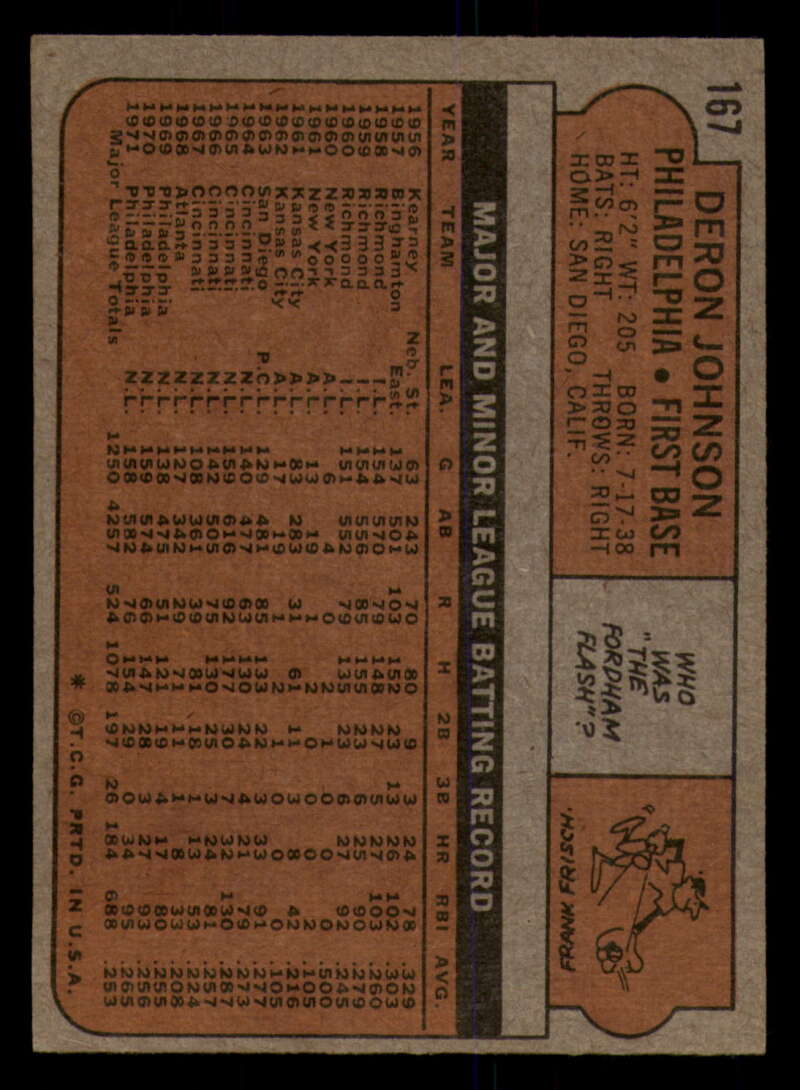 167
DERON JOHNSON
PHILADELPHIA • FIRST BASE
HT: 6'2" WT: 205 BORN: 7-17-38
BATS: RIGHT THROWS: RIGHT
HOME: SAN DIEGO, CALIF.
WHO
WAS
"THE
FORDHAM
FLASH"?
FRANK FRISCH.
MAJOR AND MINOR LEAGUE BATTING RECORD
YEAR TEAM LEA. G AB R H 2B 3B HR RBI AVG.
1956 Kearney Neb. St. 63 243 70 80 9 3 24 78 .329
1957 Binghamton East. 137 501 103 152 23 13 26 102 .303
1958 Richmond I.L. 154 570 79 148 27 5 27 103 .260
1959 Richmond I.L. 154 556 85 155 23 6 25 90 .279
1960 Richmond I.L. 151 552 79 135 23 6 27 92 .245
1960 New York A.L. 6 4 0 2 1 0 0 0 .500
1961 New York A.L. 13 19 1 2 0 0 0 2 .105
1961 Kansas City A.L. 83 283 31 61 11 3 8 42 .216
1962 Kansas City A.L. 17 19 1 2 1 0 0 0 .105
1963 San Diego P.C.L. 129 481 85 133 22 3 33 91 .277
1964 Cincinnati N.L. 140 477 63 130 24 4 21 79 .273
1965 Cincinnati N.L. 159 616 92 177 30 7 32 130 .287
1966 Cincinnati N.L. 142 505 75 130 25 3 24 81 .257
1967 Cincinnati N.L. 108 361 39 81 18 1 13 53 .224
1968 Atlanta N.L. 127 342 29 71 11 1 8 33 .208
1969 Philadelphia N.L. 138 475 51 121 19 4 17 80 .255
1970 Philadelphia N.L. 159 574 66 147 28 3 27 93 .256
1971 Philadelphia N.L. 158 582 76 154 29 0 34 95 .265
Major League Totals 1250 4257 524 1078 197 26 184 688 .253
* ©T.C.G. PRTD. IN U.S.A.